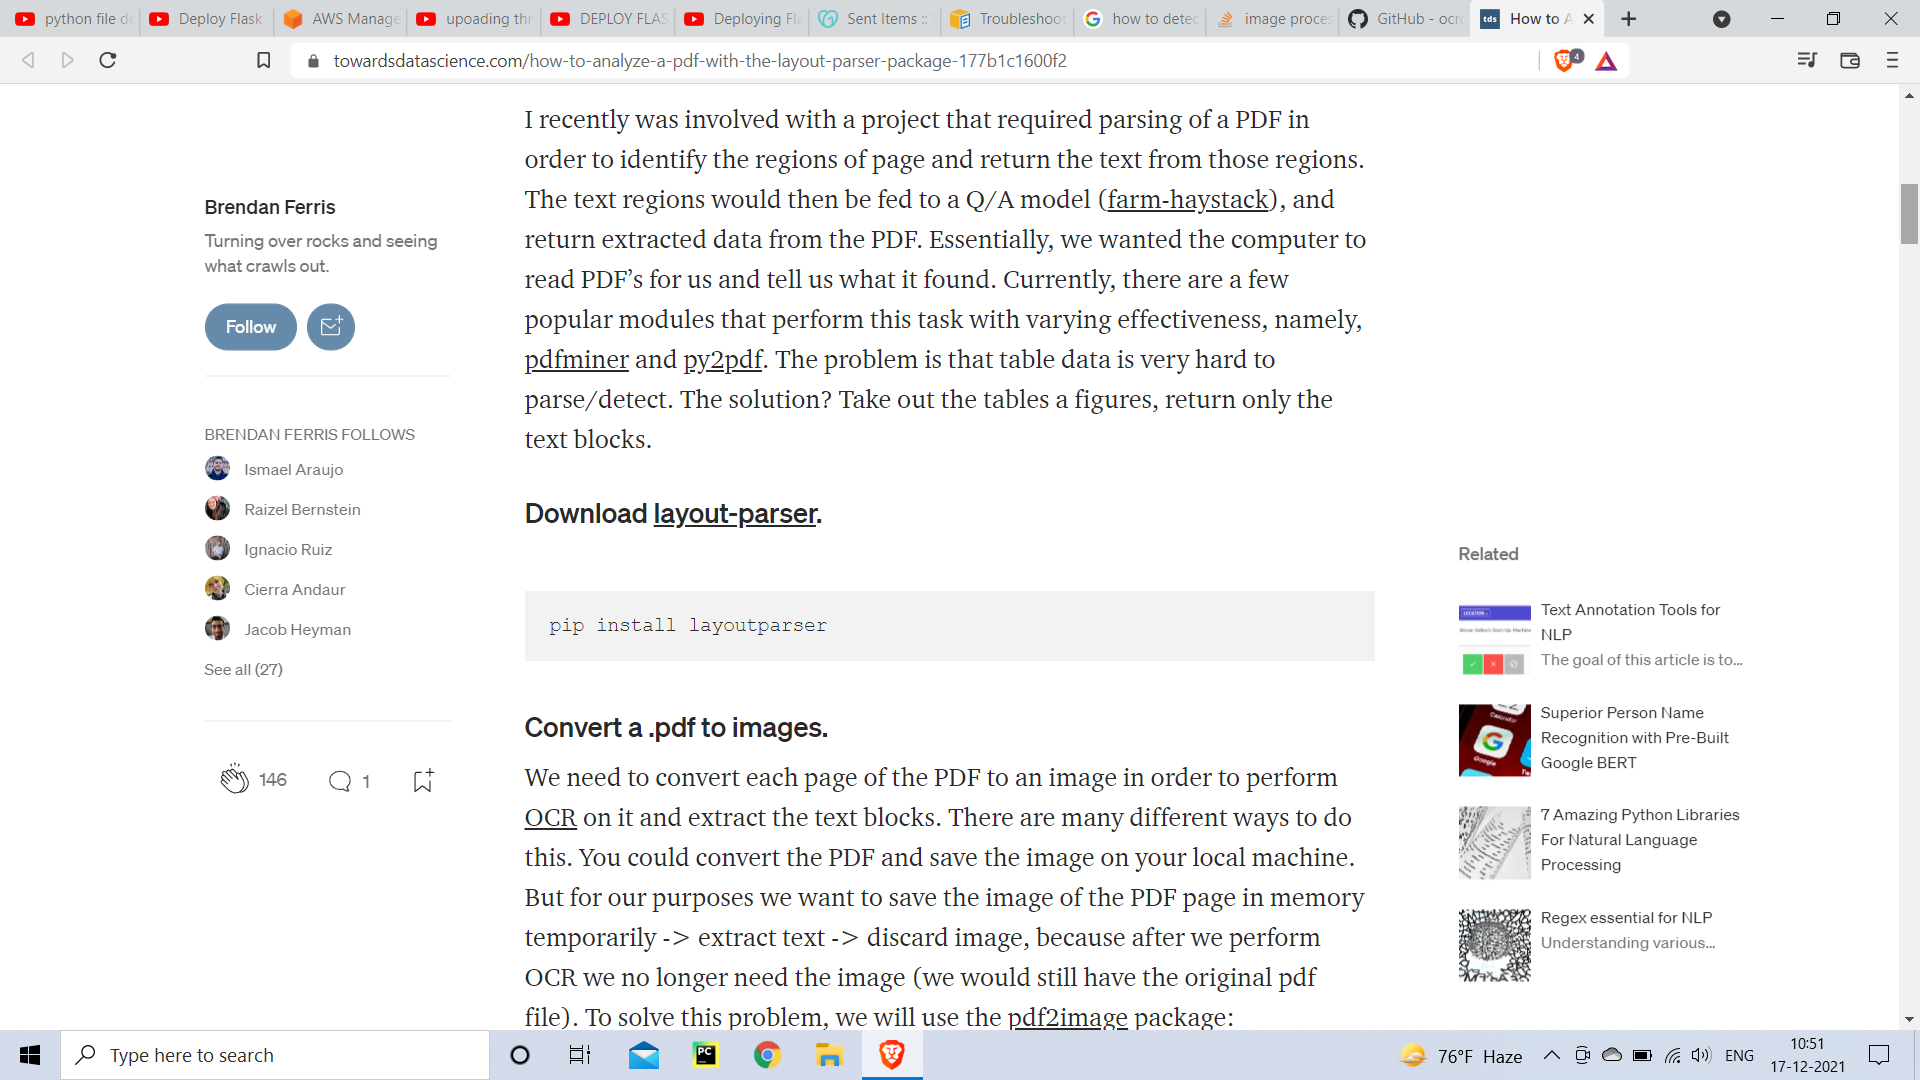 python file de
Deploy Flask
AWS Manage
upoading thr
DEPLOY FLAS
Deploying Fla
Sent Items ::
Troubleshoot
how to detec
image proces
GitHub - ocro
tds
How to A
towardsdatascience.com/how-to-analyze-a-pdf-with-the-layout-parser-package-177b1c1600f2
4
I recently was involved with a project that required parsing of a PDF in
order to identify the regions of page and return the text from those regions.
The text regions would then be fed to a Q/A model (farm-haystack), and
return extracted data from the PDF. Essentially, we wanted the computer to
read PDF’s for us and tell us what it found. Currently, there are a few
popular modules that perform this task with varying effectiveness, namely,
pdfminer and py2pdf. The problem is that table data is very hard to
parse/detect. The solution? Take out the tables a figures, return only the
text blocks.
Download layout-parser.
pip install layoutparser
Convert a .pdf to images.
We need to convert each page of the PDF to an image in order to perform
OCR on it and extract the text blocks. There are many different ways to do
this. You could convert the PDF and save the image on your local machine.
But for our purposes we want to save the image of the PDF page in memory
temporarily -> extract text -> discard image, because after we perform
OCR we no longer need the image (we would still have the original pdf
file). To solve this problem, we will use the pdf2image package:
Brendan Ferris
Turning over rocks and seeing
what crawls out.
Follow
BRENDAN FERRIS FOLLOWS
Ismael Araujo
Raizel Bernstein
Ignacio Ruiz
Cierra Andaur
Jacob Heyman
See all (27)
146
1
Related
Text Annotation Tools for
NLP
The goal of this article is to...
Superior Person Name
Recognition with Pre-Built
Google BERT
Google
7 Amazing Python Libraries
For Natural Language
Processing
Regex essential for NLP
Understanding various...
Type here to search
PC
76°F Haze
ENG
10:51
17-12-2021